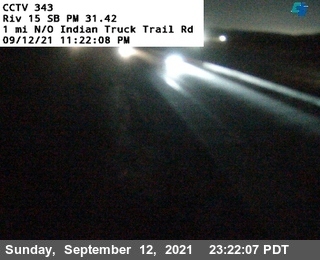 CCTV 343
Riv 15 SB PM 31.42
1 mi N/O Indian Truck Trail Rd
09/12/21 11:22:08 PM
Sunday, September 12, 2021 23:22:07 PDT